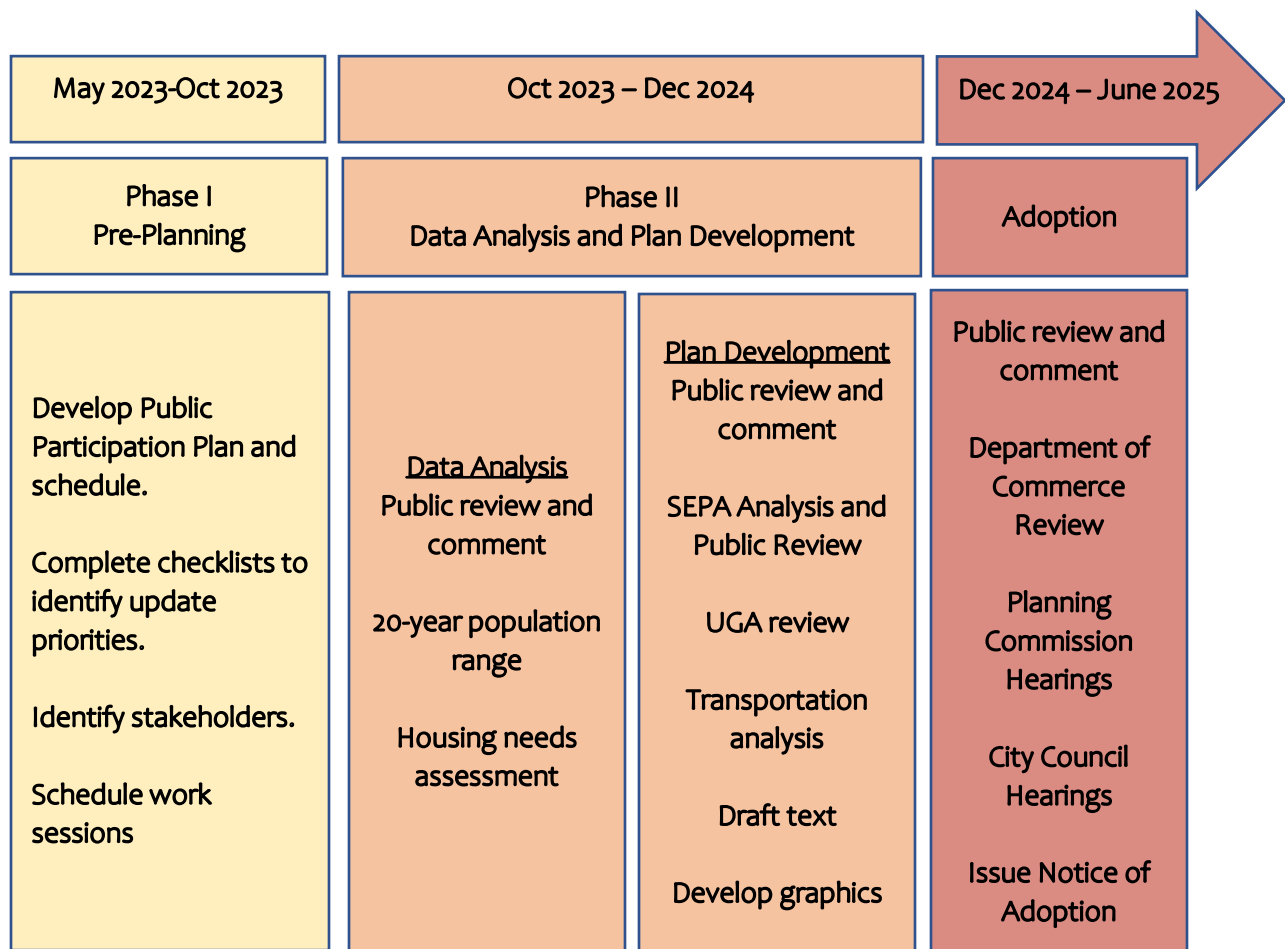 May 2023-Oct 2023
Oct 2023 – Dec 2024
Dec 2024 – June 2025
Phase I
Pre-Planning
Phase II
Data Analysis and Plan Development
Adoption
Develop Public
Participation Plan and
schedule.
Complete checklists to
identify update
priorities.
Identify stakeholders.
Schedule work
sessions
Data Analysis
Public review and
comment
20-year population
range
Housing needs
assessment
Plan Development
Public review and
comment
SEPA Analysis and
Public Review
UGA review
Transportation
analysis
Draft text
Develop graphics
Public review and
comment
Department of
Commerce
Review
Planning
Commission
Hearings
City Council
Hearings
Issue Notice of
Adoption